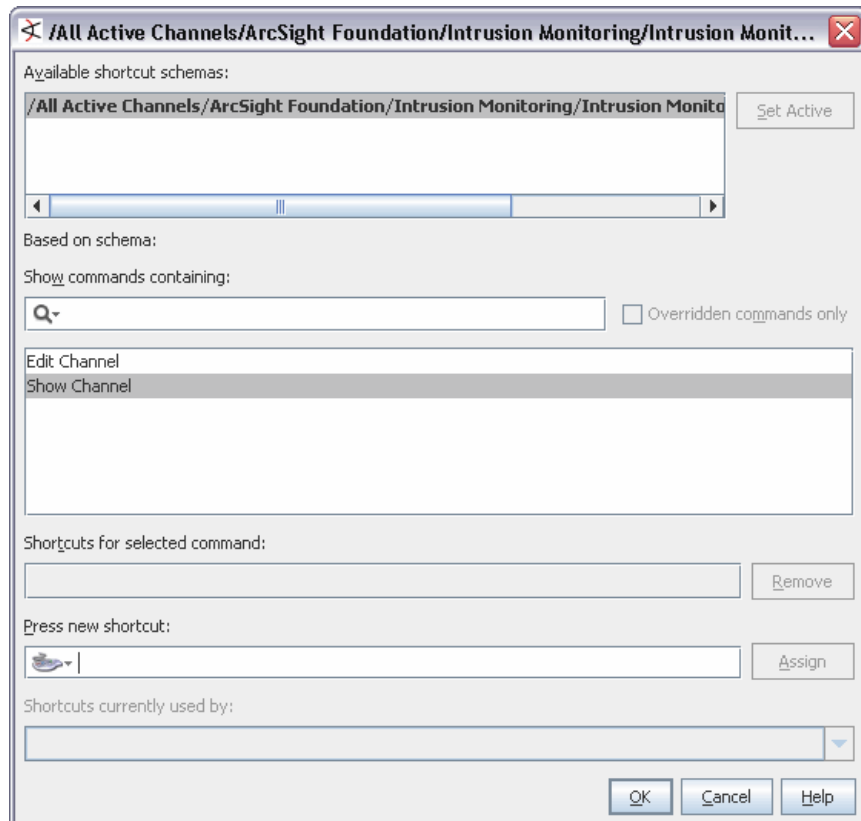 /All Active Channels/ArcSight Foundation/Intrusion Monitoring/Intrusion Monit...
Available shortcut schemas:
/All Active Channels/ArcSight Foundation/Intrusion Monitoring/Intrusion Monito
Set Active
Based on schema:
Show commands containing:
Overridden commands only
Edit Channel
Show Channel
Shortcuts for selected command:
Remove
Press new shortcut:
Assign
Shortcuts currently used by:
OK
Cancel
Help